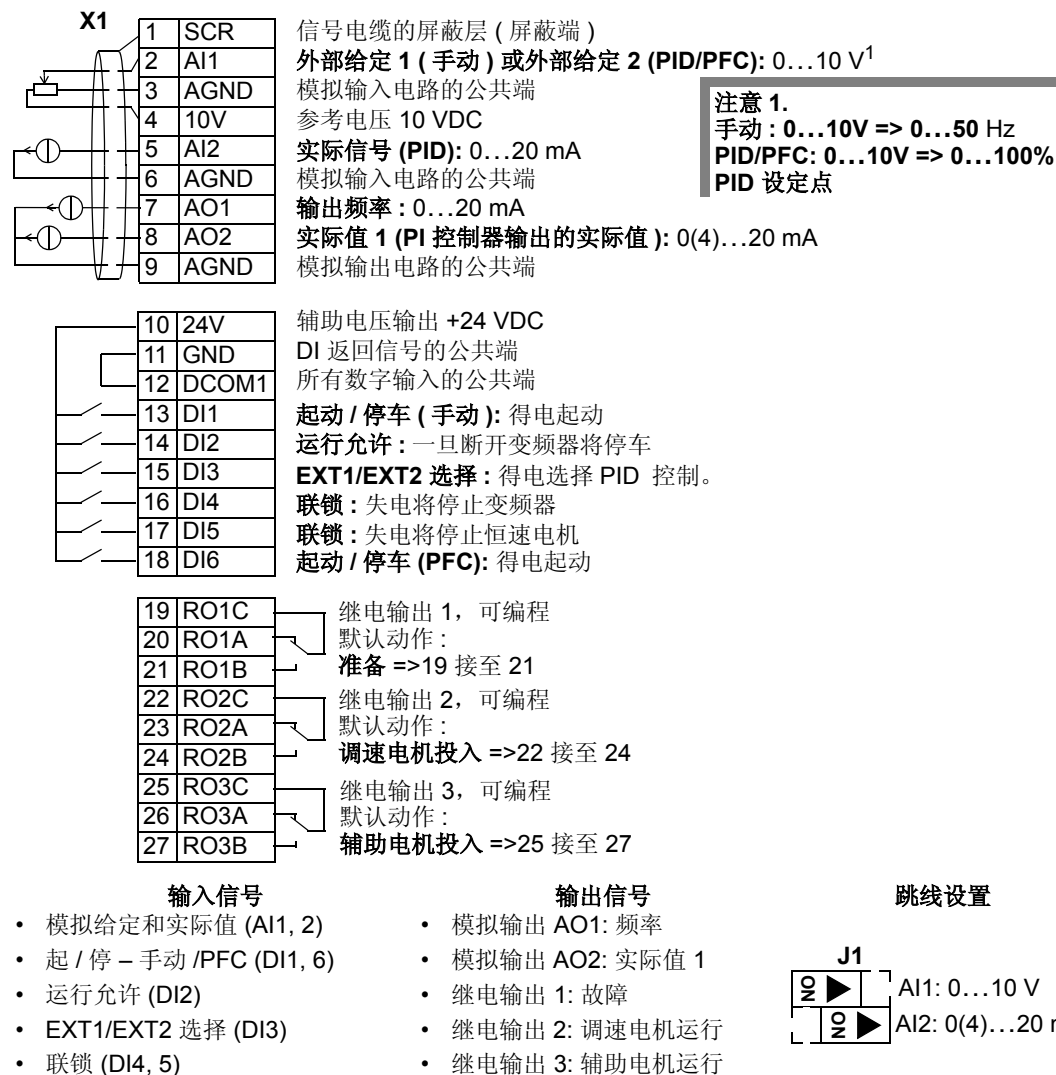 X1
1 SCR 信号电缆的屏蔽层 ( 屏蔽端 )
2 AI1 外部给定 1 ( 手动 ) 或外部给定 2 (PID/PFC): 0…10 V1
3 AGND 模拟输入电路的公共端
4 10V 参考电压 10 VDC
5 AI2 实际信号 (PID): 0…20 mA
6 AGND 模拟输入电路的公共端
7 AO1 输出频率 : 0…20 mA
8 AO2 实际值 1 (PI 控制器输出的实际值 ): 0(4)…20 mA
9 AGND 模拟输出电路的公共端
注意 1.
手动 : 0…10V => 0…50 Hz
PID/PFC: 0…10V => 0…100%
PID 设定点
10 24V 辅助电压输出 +24 VDC
11 GND DI 返回信号的公共端
12 DCOM1 所有数字输入的公共端
13 DI1 起动 / 停车 ( 手动 ): 得电起动
14 DI2 运行允许 : 一旦断开变频器将停车
15 DI3 EXT1/EXT2 选择 : 得电选择 PID 控制。
16 DI4 联锁 : 失电将停止变频器
17 DI5 联锁 : 失电将停止恒速电机
18 DI6 起动 / 停车 (PFC): 得电起动
19 RO1C 继电输出 1，可编程
20 RO1A 默认动作 :
21 RO1B 准备 =>19 接至 21
22 RO2C 继电输出 2，可编程
23 RO2A 默认动作 :
24 RO2B 调速电机投入 =>22 接至 24
25 RO3C 继电输出 3，可编程
26 RO3A 默认动作 :
27 RO3B 辅助电机投入 =>25 接至 27
输入信号
• 模拟给定和实际值 (AI1, 2)
• 起 / 停 – 手动 /PFC (DI1, 6)
• 运行允许 (DI2)
• EXT1/EXT2 选择 (DI3)
• 联锁 (DI4, 5)
输出信号
• 模拟输出 AO1: 频率
• 模拟输出 AO2: 实际值 1
• 继电输出 1: 故障
• 继电输出 2: 调速电机运行
• 继电输出 3: 辅助电机运行
跳线设置
J1
ON AI1: 0…10 V
ON AI2: 0(4)…20